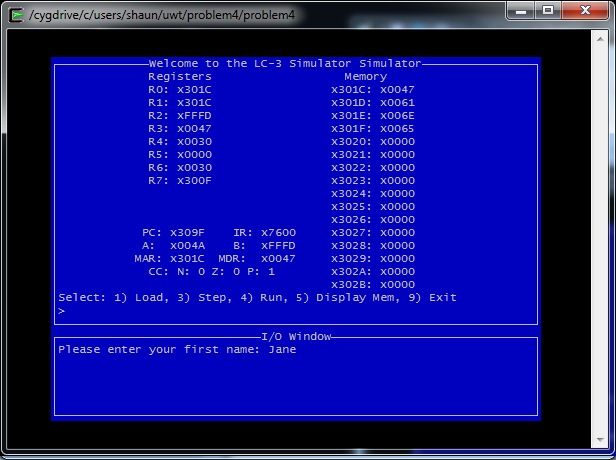 /cygdrive/c/users/shaun/uwt/problem4/problem4
Welcome to the LC-3 Simulator Simulator
Registers Memory
R0: x301C x301C: x0047
R1: x301C x301D: x0061
R2: xFFFD x301E: x006E
R3: x0047 x301F: x0065
R4: x0030 x3020: x0000
R5: x0000 x3021: x0000
R6: x0030 x3022: x0000
R7: x300F x3023: x0000
x3024: x0000
x3025: x0000
x3026: x0000
PC: x309F IR: x7600 x3027: x0000
A: x004A B: xFFFD x3028: x0000
MAR: x301C MDR: x0047 x3029: x0000
CC: N: 0 Z: 0 P: 1 x302A: x0000
x302B: x0000
Select: 1) Load, 3) Step, 4) Run, 5) Display Mem, 9) Exit
>
I/O Window
Please enter your first name: Jane